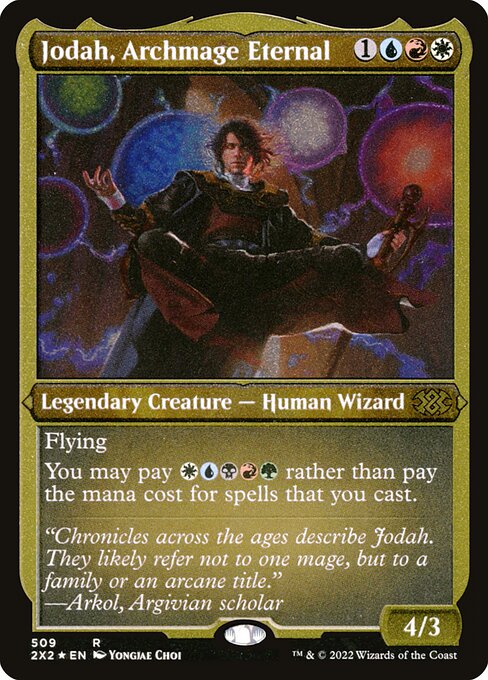 Jodah, Archmage Eternal 1
Legendary Creature — Human Wizard
Flying
You may pay rather than pay
the mana cost for spells that you cast.
“Chronicles across the ages describe Jodah.
They likely refer not to one mage, but to a
family or an arcane title.”
—Arkol, Argivian scholar
4/3
509 R
2X2 ★ EN Yongjae Choi
™ & © 2022 Wizards of the Coast